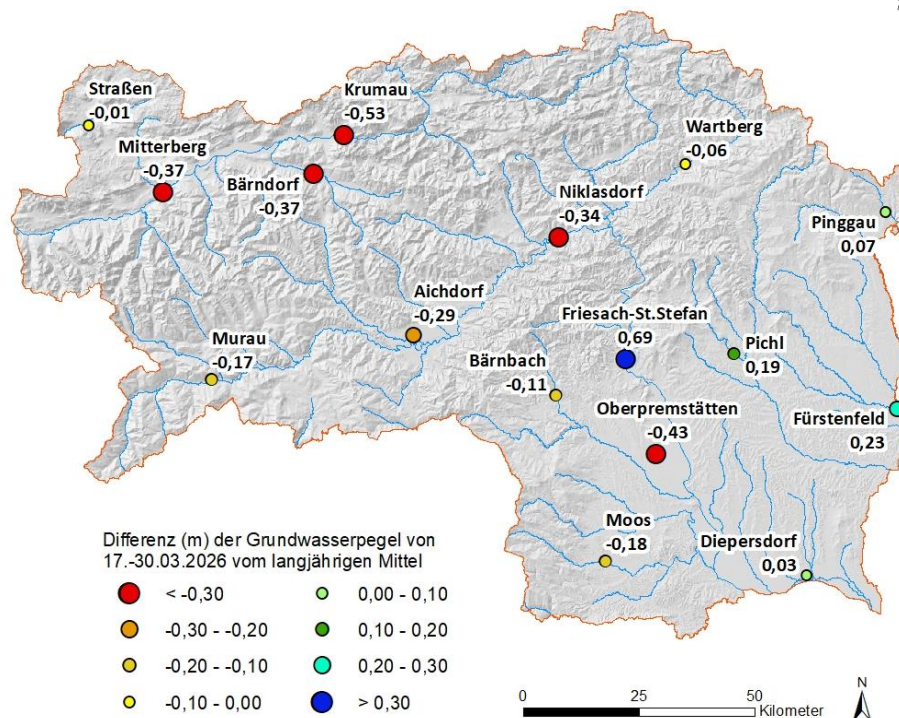 Straßen
-0,01
Krumau
-0,53
Mitterberg
-0,37
Bärndorf
-0,37
Wartberg
-0,06
Niklasdorf
-0,34
Pinggau
0,07
Aichdorf
-0,29
Friesach-St.Stefan
0,69
Murau
-0,17
Bärnbach
-0,11
Pichl
0,19
Oberpremstätten
-0,43
Fürstenfeld
0,23
Moos
-0,18
Diepersdorf
0,03
Differenz (m) der Grundwasserpegel von
17.-30.03.2026 vom langjährigen Mittel
< -0,30
-0,30 - -0,20
-0,20 - -0,10
-0,10 - 0,00
0,00 - 0,10
0,10 - 0,20
0,20 - 0,30
> 0,30
0 25 50
Kilometer
N